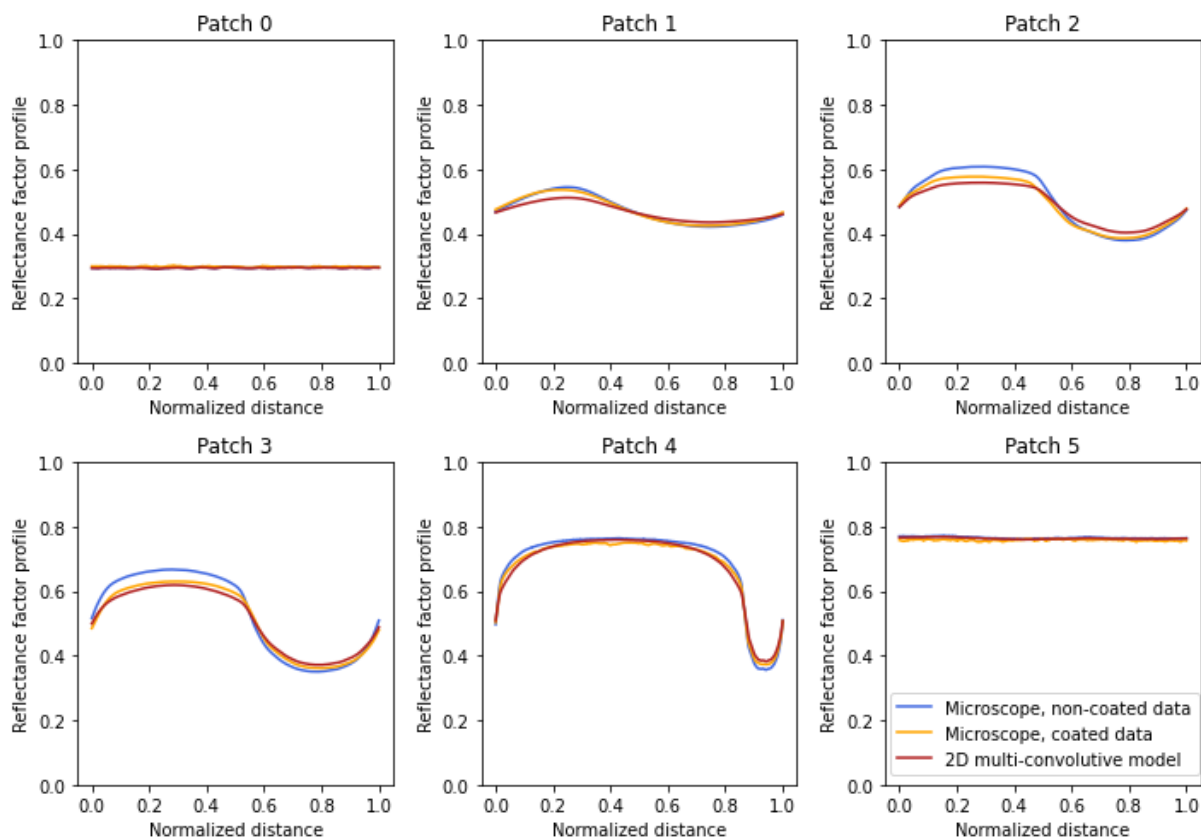 Patch 0
1.0
0.8
0.6
0.4
0.2
0.0
Reflectance factor profile
0.0 0.2 0.4 0.6 0.8 1.0
Normalized distance
Patch 1
1.0
0.8
0.6
0.4
0.2
0.0
Reflectance factor profile
0.0 0.2 0.4 0.6 0.8 1.0
Normalized distance
Patch 2
1.0
0.8
0.6
0.4
0.2
0.0
Reflectance factor profile
0.0 0.2 0.4 0.6 0.8 1.0
Normalized distance
Patch 3
1.0
0.8
0.6
0.4
0.2
0.0
Reflectance factor profile
0.0 0.2 0.4 0.6 0.8 1.0
Normalized distance
Patch 4
1.0
0.8
0.6
0.4
0.2
0.0
Reflectance factor profile
0.0 0.2 0.4 0.6 0.8 1.0
Normalized distance
Patch 5
1.0
0.8
0.6
0.4
0.2
0.0
Reflectance factor profile
Microscope, non-coated data
Microscope, coated data
2D multi-convolutive model
0.0 0.2 0.4 0.6 0.8 1.0
Normalized distance